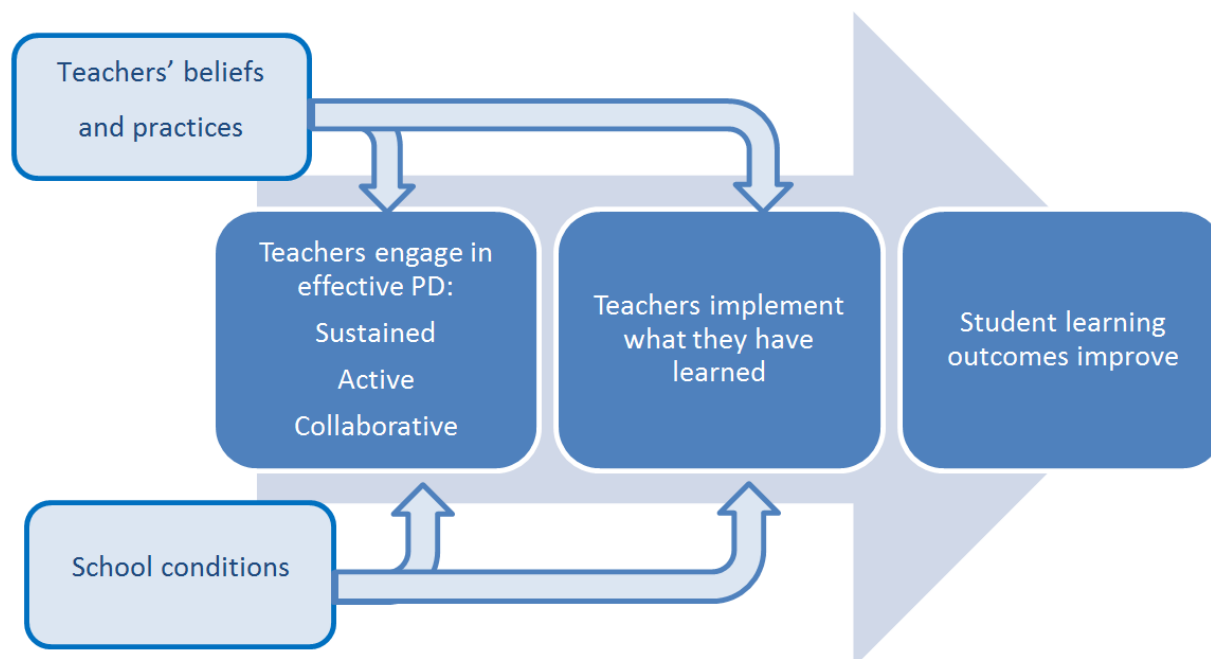 Teachers’ beliefs
and practices
Teachers engage in
effective PD:
Sustained
Active
Collaborative
Teachers implement
what they have
learned
Student learning
outcomes improve
School conditions